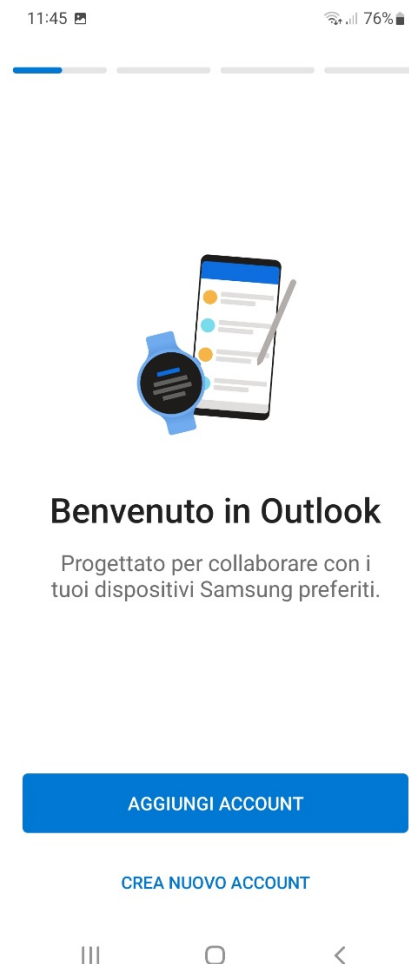 11:45 76%
Benvenuto in Outlook
Progettato per collaborare con i
tuoi dispositivi Samsung preferiti.
AGGIUNGI ACCOUNT
CREA NUOVO ACCOUNT